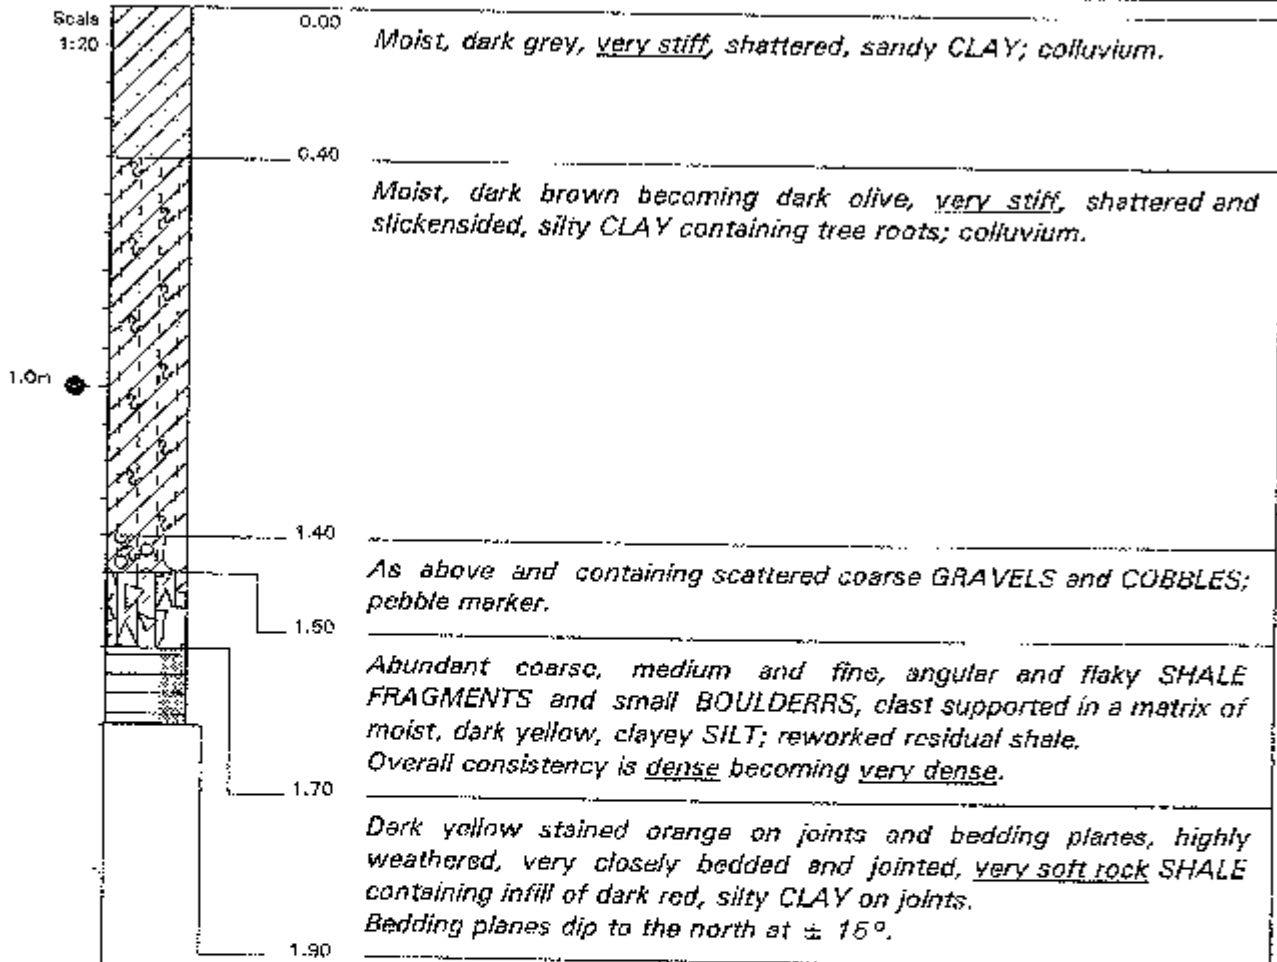 Scale
1:20
0.00
Moist, dark grey, very stiff, shattered, sandy CLAY; colluvium.
0.40
Moist, dark brown becoming dark olive, very stiff, shattered and
slickensided, silty CLAY containing tree roots; colluvium.
1.0m
1.40
As above and containing scattered coarse GRAVELS and COBBLES;
pebble marker.
1.50
Abundant coarse, medium and fine, angular and flaky SHALE
FRAGMENTS and small BOULDERRS, clast supported in a matrix of
moist, dark yellow, clayey SILT; reworked residual shale.
Overall consistency is dense becoming very dense.
1.70
Dark yellow stained orange on joints and bedding planes, highly
weathered, very closely bedded and jointed, very soft rock SHALE
containing infill of dark red, silty CLAY on joints.
Bedding planes dip to the north at ± 15°.
1.90